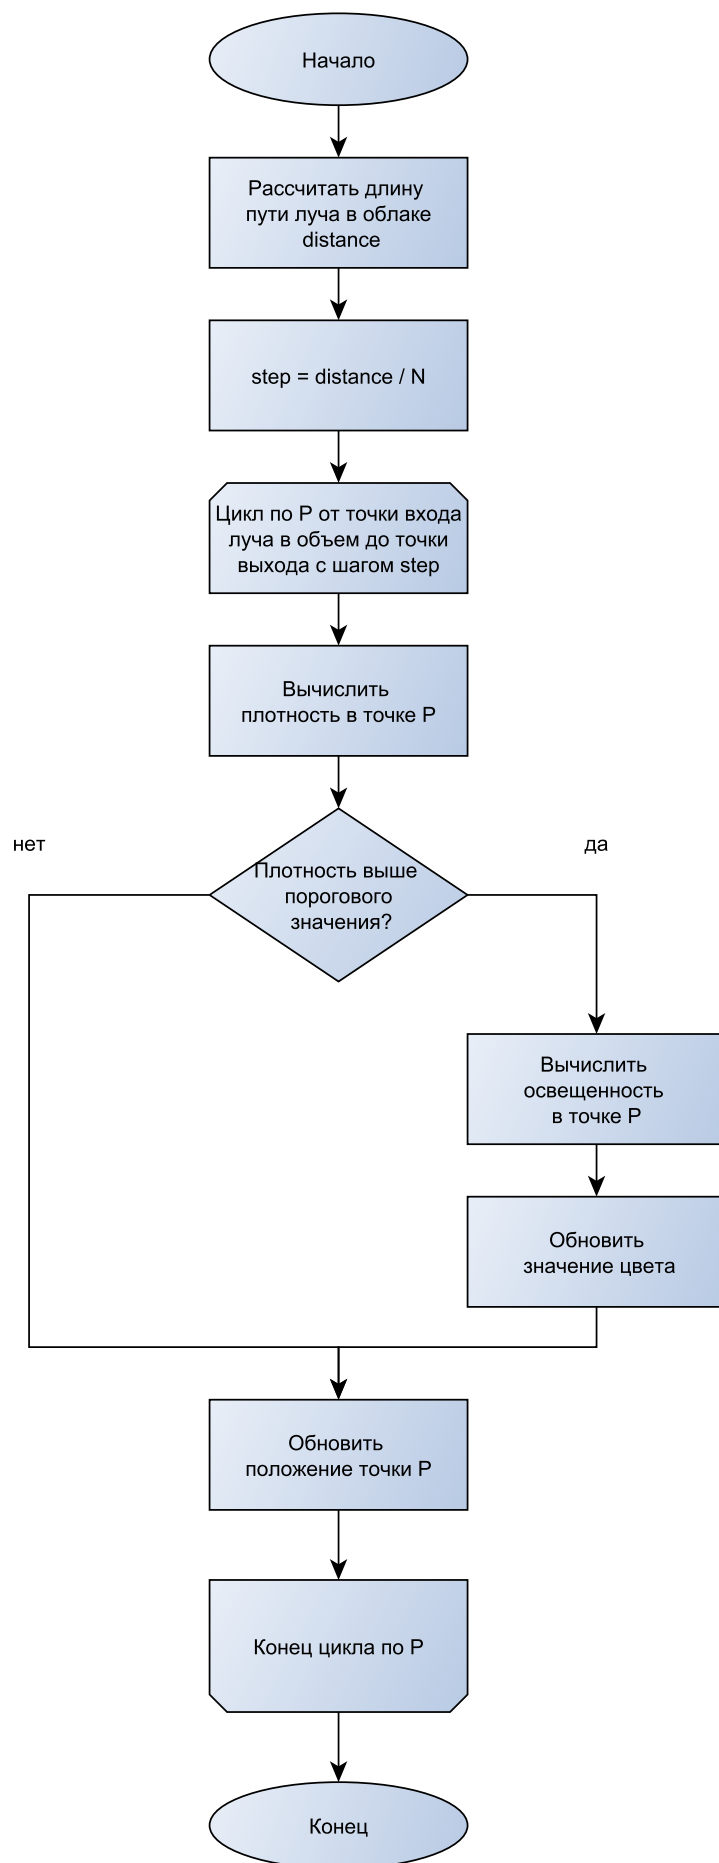 Начало
Рассчитать длину
пути луча в облаке
distance
step = distance / N
Цикл по P от точки входа
луча в объем до точки
выхода с шагом step
Вычислить
плотность в точке P
нет
да
Плотность выше
порогового
значения?
Вычислить
освещенность
в точке P
Обновить
значение цвета
Обновить
положение точки P
Конец цикла по P
Конец